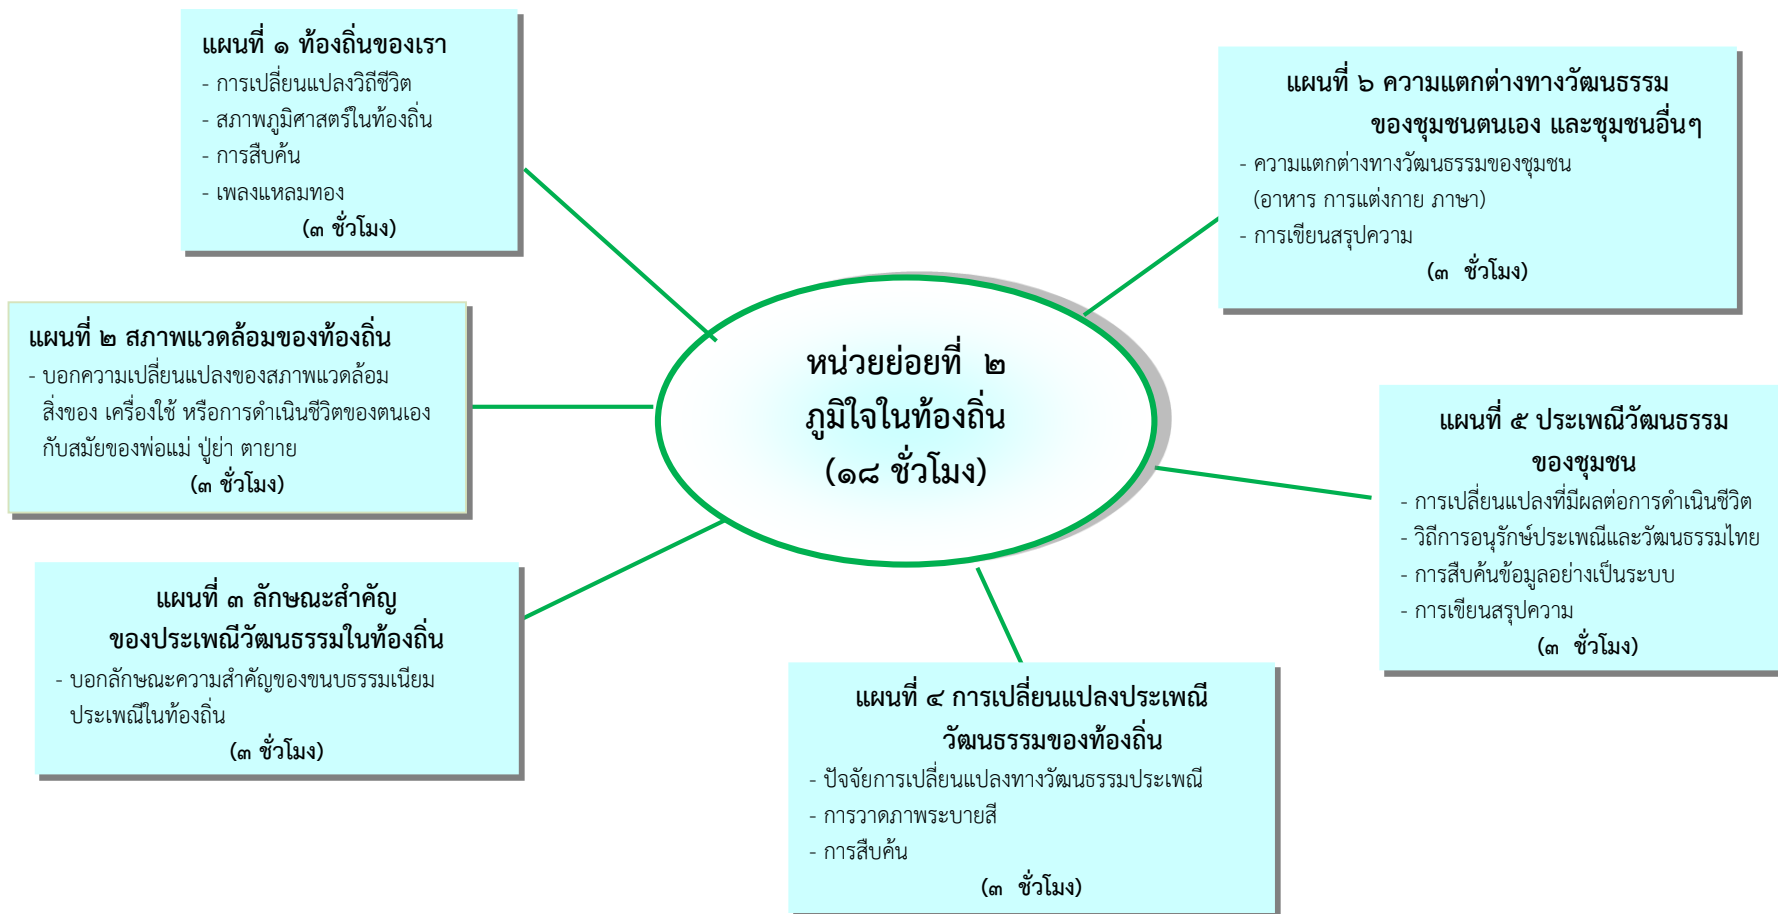 แผนที่ ๑ ท้องถิ่นของเรา
- การเปลี่ยนแปลงวิถีชีวิต
- สภาพภูมิศาสตร์ในท้องถิ่น
- การสืบค้น
- เพลงแหลมทอง
(๓ ชั่วโมง)
แผนที่ ๒ สภาพแวดล้อมของท้องถิ่น
- บอกความเปลี่ยนแปลงของสภาพแวดล้อม
สิ่งของ เครื่องใช้ หรือการดำเนินชีวิตของตนเอง
กับสมัยของพ่อแม่ ปู่ย่า ตายาย
(๓ ชั่วโมง)
แผนที่ ๓ ลักษณะสำคัญ
ของประเพณีวัฒนธรรมในท้องถิ่น
- บอกลักษณะความสำคัญของขนบธรรมเนียม
ประเพณีในท้องถิ่น
(๓ ชั่วโมง)
หน่วยย่อยที่ ๒
ภูมิใจในท้องถิ่น
(๑๘ ชั่วโมง)
แผนที่ ๔ การเปลี่ยนแปลงประเพณี
วัฒนธรรมของท้องถิ่น
- ปัจจัยการเปลี่ยนแปลงทางวัฒนธรรมประเพณี
- การวาดภาพระบายสี
- การสืบค้น
(๓ ชั่วโมง)
แผนที่ ๕ ประเพณีวัฒนธรรม
ของชุมชน
- การเปลี่ยนแปลงที่มีผลต่อการดำเนินชีวิต
- วิถีการอนุรักษ์ประเพณีและวัฒนธรรมไทย
- การสืบค้นข้อมูลอย่างเป็นระบบ
- การเขียนสรุปความ
(๓ ชั่วโมง)
แผนที่ ๖ ความแตกต่างทางวัฒนธรรม
ของชุมชนตนเอง และชุมชนอื่นๆ
- ความแตกต่างทางวัฒนธรรมของชุมชน
(อาหาร การแต่งกาย ภาษา)
- การเขียนสรุปความ
(๓ ชั่วโมง)